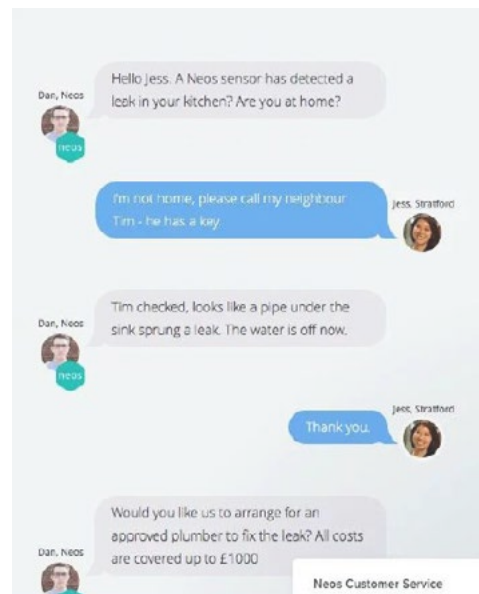 Hello Jess. A Neos sensor has detected a
Dan, Neos
leak in your kitchen? Are you at home?
neos
I'm not home, please call my neighbour
Jess, Stratford
Tim - he has a key.
Tim checked, looks like a pipe under the
Dan, Neos
sink sprung a leak. The water is off now.
neos
Jess, Stratford
Thank you.
Would you like us to arrange for an
approved plumber to fix the leak? All costs
Dan, Neos
are covered up to £1000
Neos Customer Service